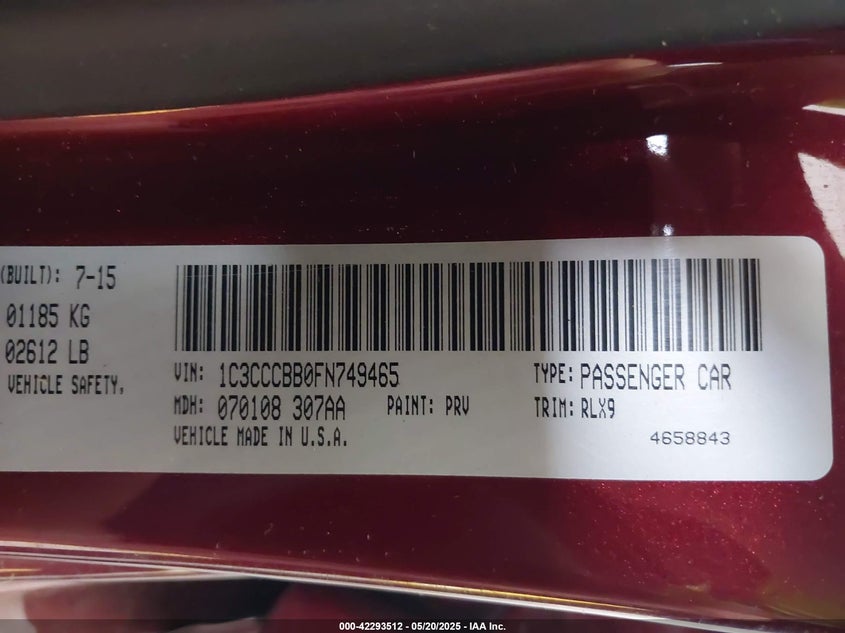 (BUILT): 7-15
01185 KG
02612 LB
VEHICLE SAFETY,
VIN: 1C3CCCBB0FN749465
TYPE: PASSENGER CAR
MDH: 070108 307AA
PAINT: PRV
TRIM: RLX9
VEHICLE MADE IN U.S.A.
4658843
000-42293512 - 05/20/2025 - IAA Inc.